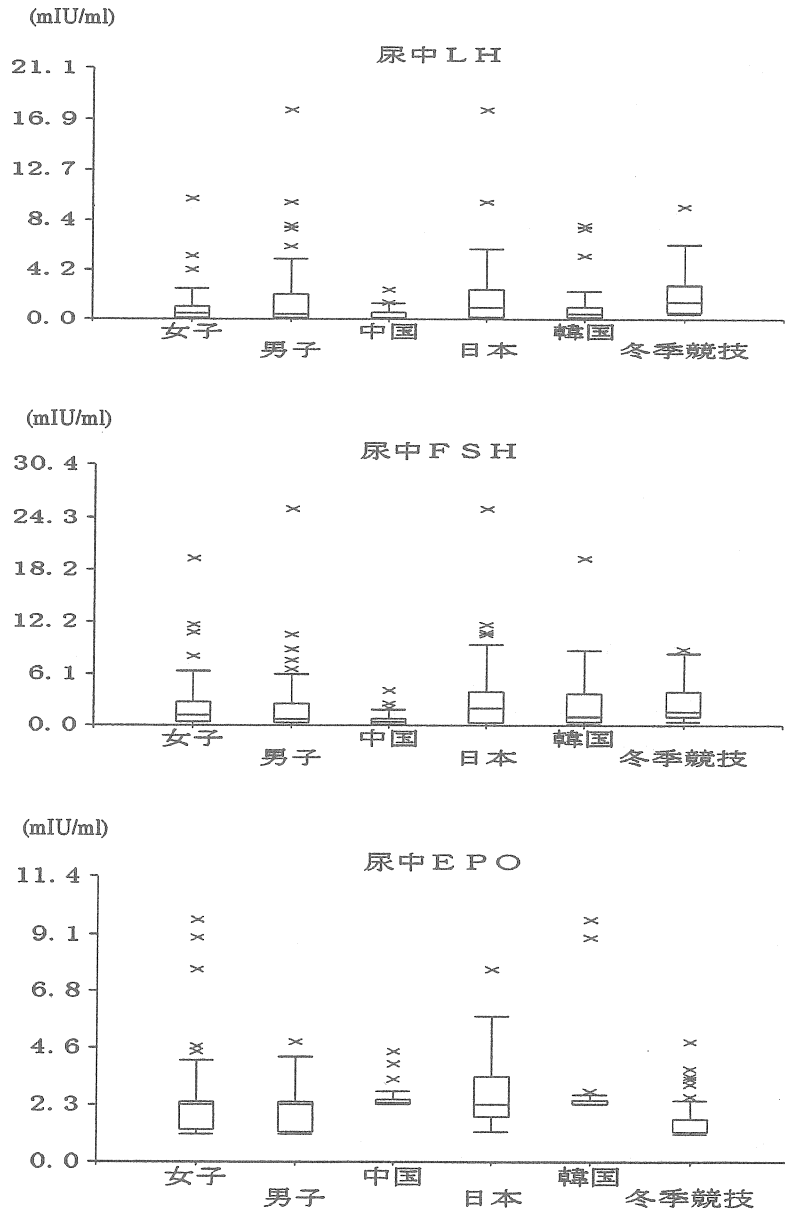 (mIU/ml)
尿中LH
21.1
16.9
12.7
8.4
4.2
0.0
女子 男子 中国 日本 韓国 冬季競技
(mIU/ml)
尿中FSH
30.4
24.3
18.2
12.2
6.1
0.0
女子 男子 中国 日本 韓国 冬季競技
(mIU/ml)
尿中EPO
11.4
9.1
6.8
4.6
2.3
0.0
女子 男子 中国 日本 韓国 冬季競技